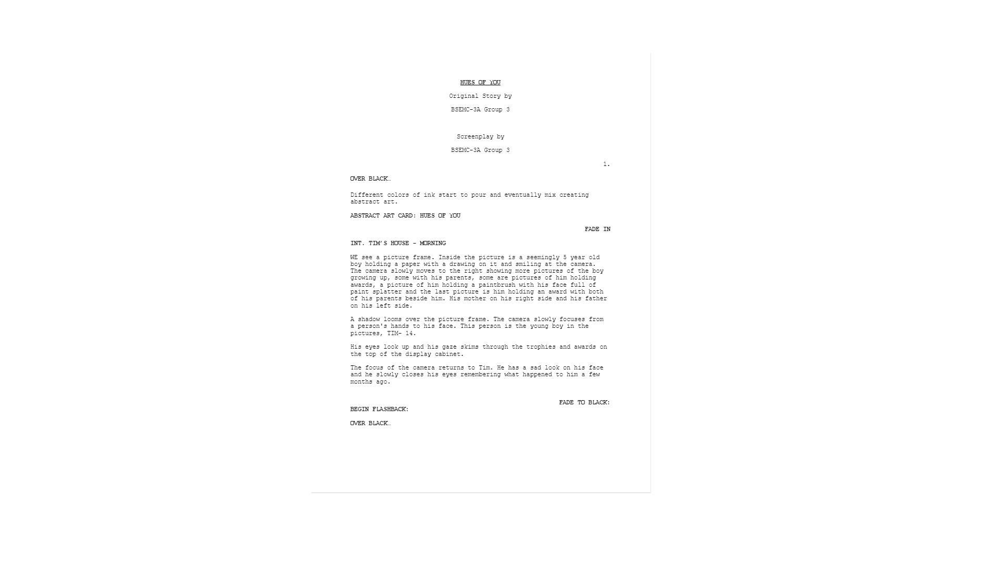 HUES OF YOU
Original Story by
BSEMC-3A Group 3
Screenplay by
BSEMC-3A Group 3
1.
OVER BLACK…
Different colors of ink start to pour and eventually mix creating
abstract art.
ABSTRACT ART CARD: HUES OF YOU
FADE IN
INT. TIM’S HOUSE - MORNING
WE see a picture frame. Inside the picture is a seemingly 5 year old
boy holding a paper with a drawing on it and smiling at the camera.
The camera slowly moves to the right showing more pictures of the boy
growing up, some with his parents, some are pictures of him holding
awards, a picture of him holding a paintbrush with his face full of
paint splatter and the last picture is him holding an award with both
of his parents beside him. His mother on his right side and his father
on his left side.
A shadow looms over the picture frame. The camera slowly focuses from
a person's hands to his face. This person is the young boy in the
pictures, TIM- 14.
His eyes look up and his gaze skims through the trophies and awards on
the top of the display cabinet.
The focus of the camera returns to Tim. He has a sad look on his face
and he slowly closes his eyes remembering what happened to him a few
months ago.
FADE TO BLACK:
BEGIN FLASHBACK:
OVER BLACK…